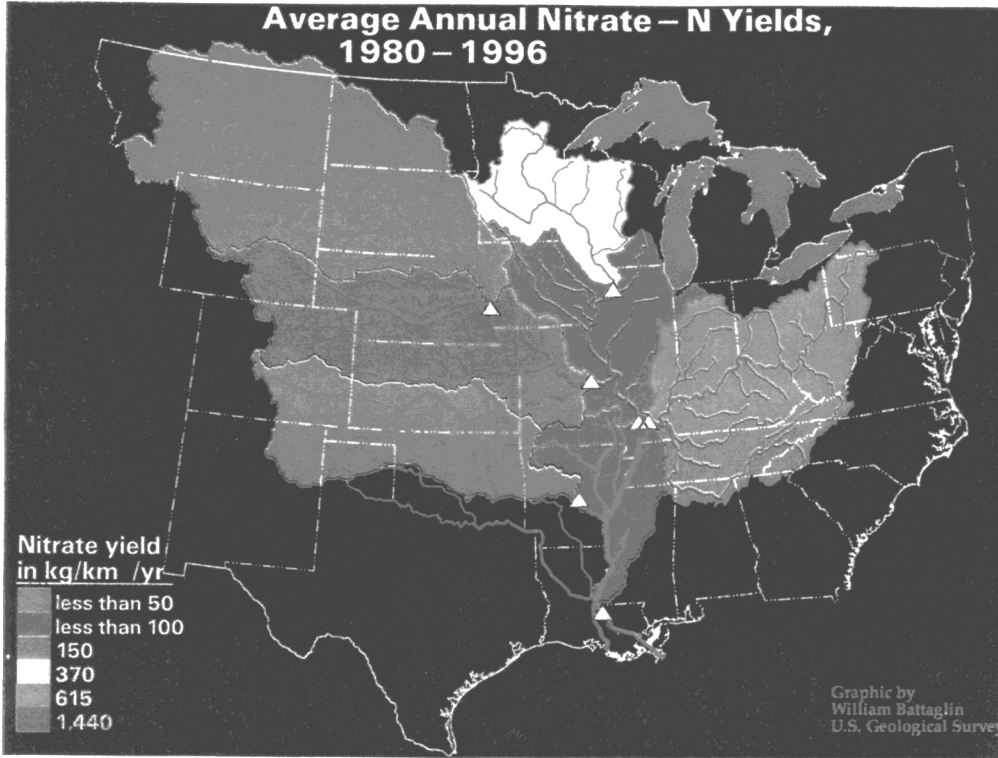 Average Annual Nitrate – N Yields,
1980 – 1996
Nitrate yield
in kg/km /yr
less than 50
less than 100
150
370
615
1,440
Graphic by
William Battaglin
U.S. Geological Survey